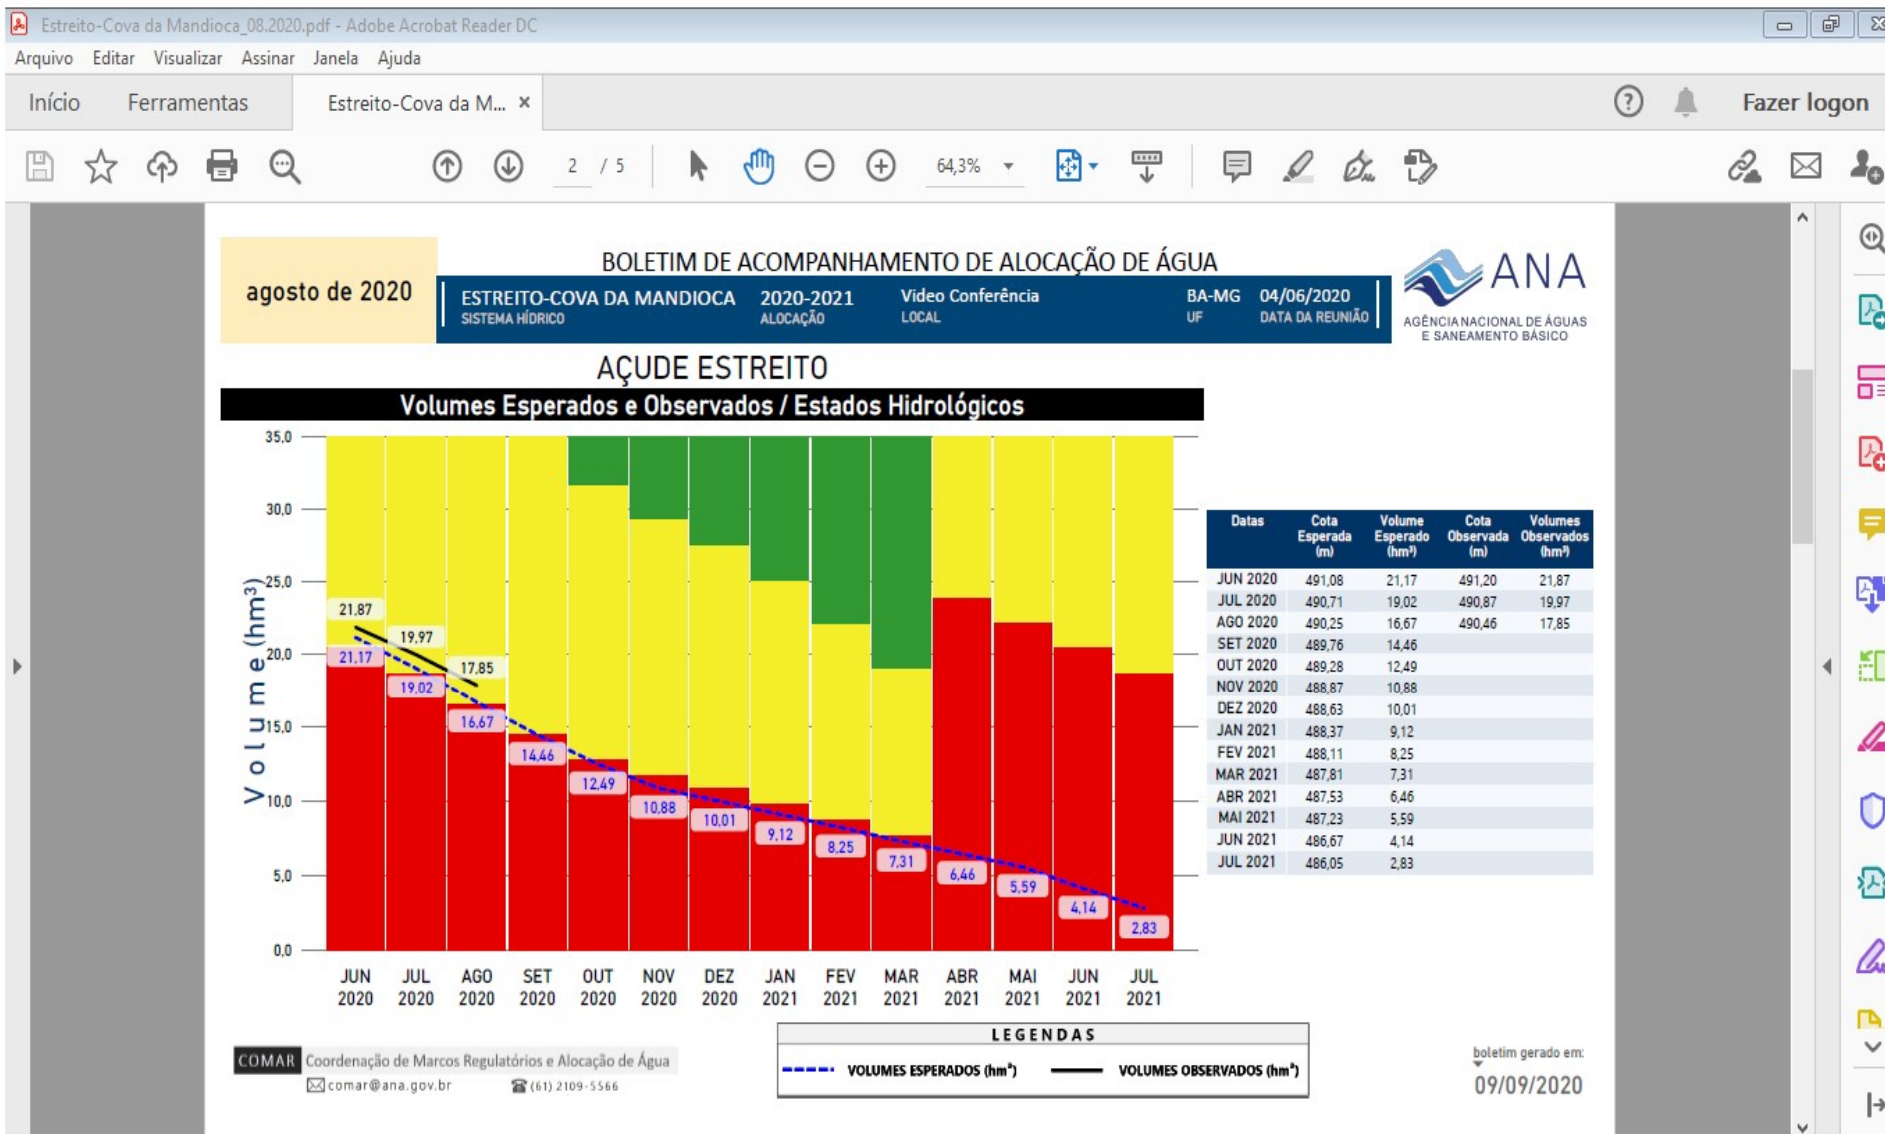 Estreito-Cova da Mandioca_08.2020.pdf - Adobe Acrobat Reader DC
Arquivo Editar Visualizar Assinar Janela Ajuda
Início Ferramentas Estreito-Cova da M... × Fazer logon
2 / 5 64,3%
agosto de 2020
BOLETIM DE ACOMPANHAMENTO DE ALOCAÇÃO DE ÁGUA
ESTREITO-COVA DA MANDIOCA 2020-2021 Video Conferência BA-MG 04/06/2020
SISTEMA HÍDRICO ALOCAÇÃO LOCAL UF DATA DA REUNIÃO
ANA
AGÊNCIA NACIONAL DE ÁGUAS
E SANEAMENTO BÁSICO
AÇUDE ESTREITO
Volumes Esperados e Observados / Estados Hidrológicos
Volume (hm³)
35,0
30,0
25,0
20,0
15,0
10,0
5,0
0,0
21,87
19,97
17,85
21,17
19,02
16,67
14,46
12,49
10,88
10,01
9,12
8,25
7,31
6,46
5,59
4,14
2,83
JUN JUL AGO SET OUT NOV DEZ JAN FEV MAR ABR MAI JUN JUL
2020 2020 2020 2020 2020 2020 2020 2021 2021 2021 2021 2021 2021 2021
Datas Cota Volume Cota Volumes
Esperada Esperado Observada Observados
(m) (hm³) (m) (hm³)
JUN 2020 491,08 21,17 491,20 21,87
JUL 2020 490,71 19,02 490,87 19,97
AGO 2020 490,25 16,67 490,46 17,85
SET 2020 489,76 14,46
OUT 2020 489,28 12,49
NOV 2020 488,87 10,88
DEZ 2020 488,63 10,01
JAN 2021 488,37 9,12
FEV 2021 488,11 8,25
MAR 2021 487,81 7,31
ABR 2021 487,53 6,46
MAI 2021 487,23 5,59
JUN 2021 486,67 4,14
JUL 2021 486,05 2,83
LEGENDAS
VOLUMES ESPERADOS (hm³) VOLUMES OBSERVADOS (hm³)
COMAR Coordenação de Marcos Regulatórios e Alocação de Água
comar@ana.gov.br (61) 2109-5566
boletim gerado em:
09/09/2020